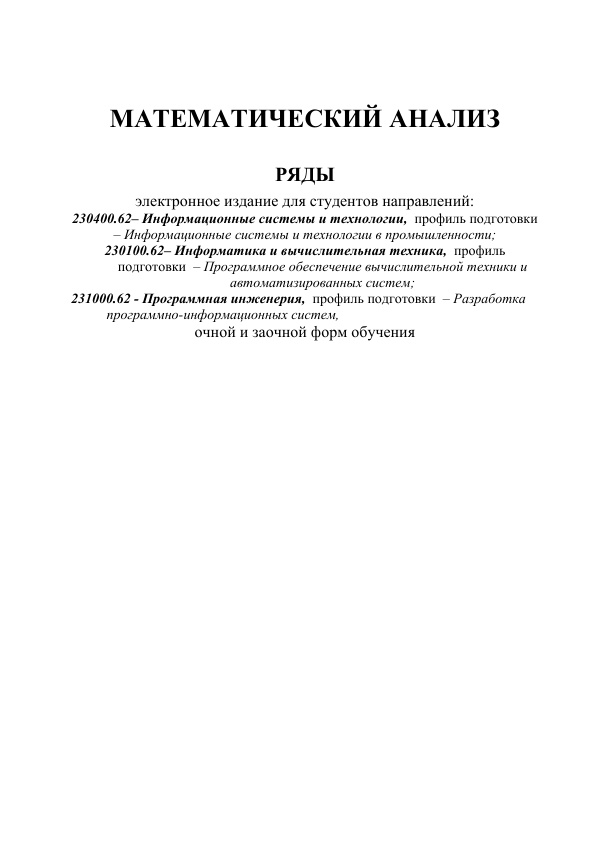 МАТЕМАТИЧЕСКИЙ АНАЛИЗ
РЯДЫ
электронное издание для студентов направлений:
230400.62– Информационные системы и технологии, профиль подготовки
– Информационные системы и технологии в промышленности;
230100.62– Информатика и вычислительная техника, профиль
подготовки – Программное обеспечение вычислительной техники и
автоматизированных систем;
231000.62 - Программная инженерия, профиль подготовки – Разработка
программно-информационных систем,
очной и заочной форм обучения